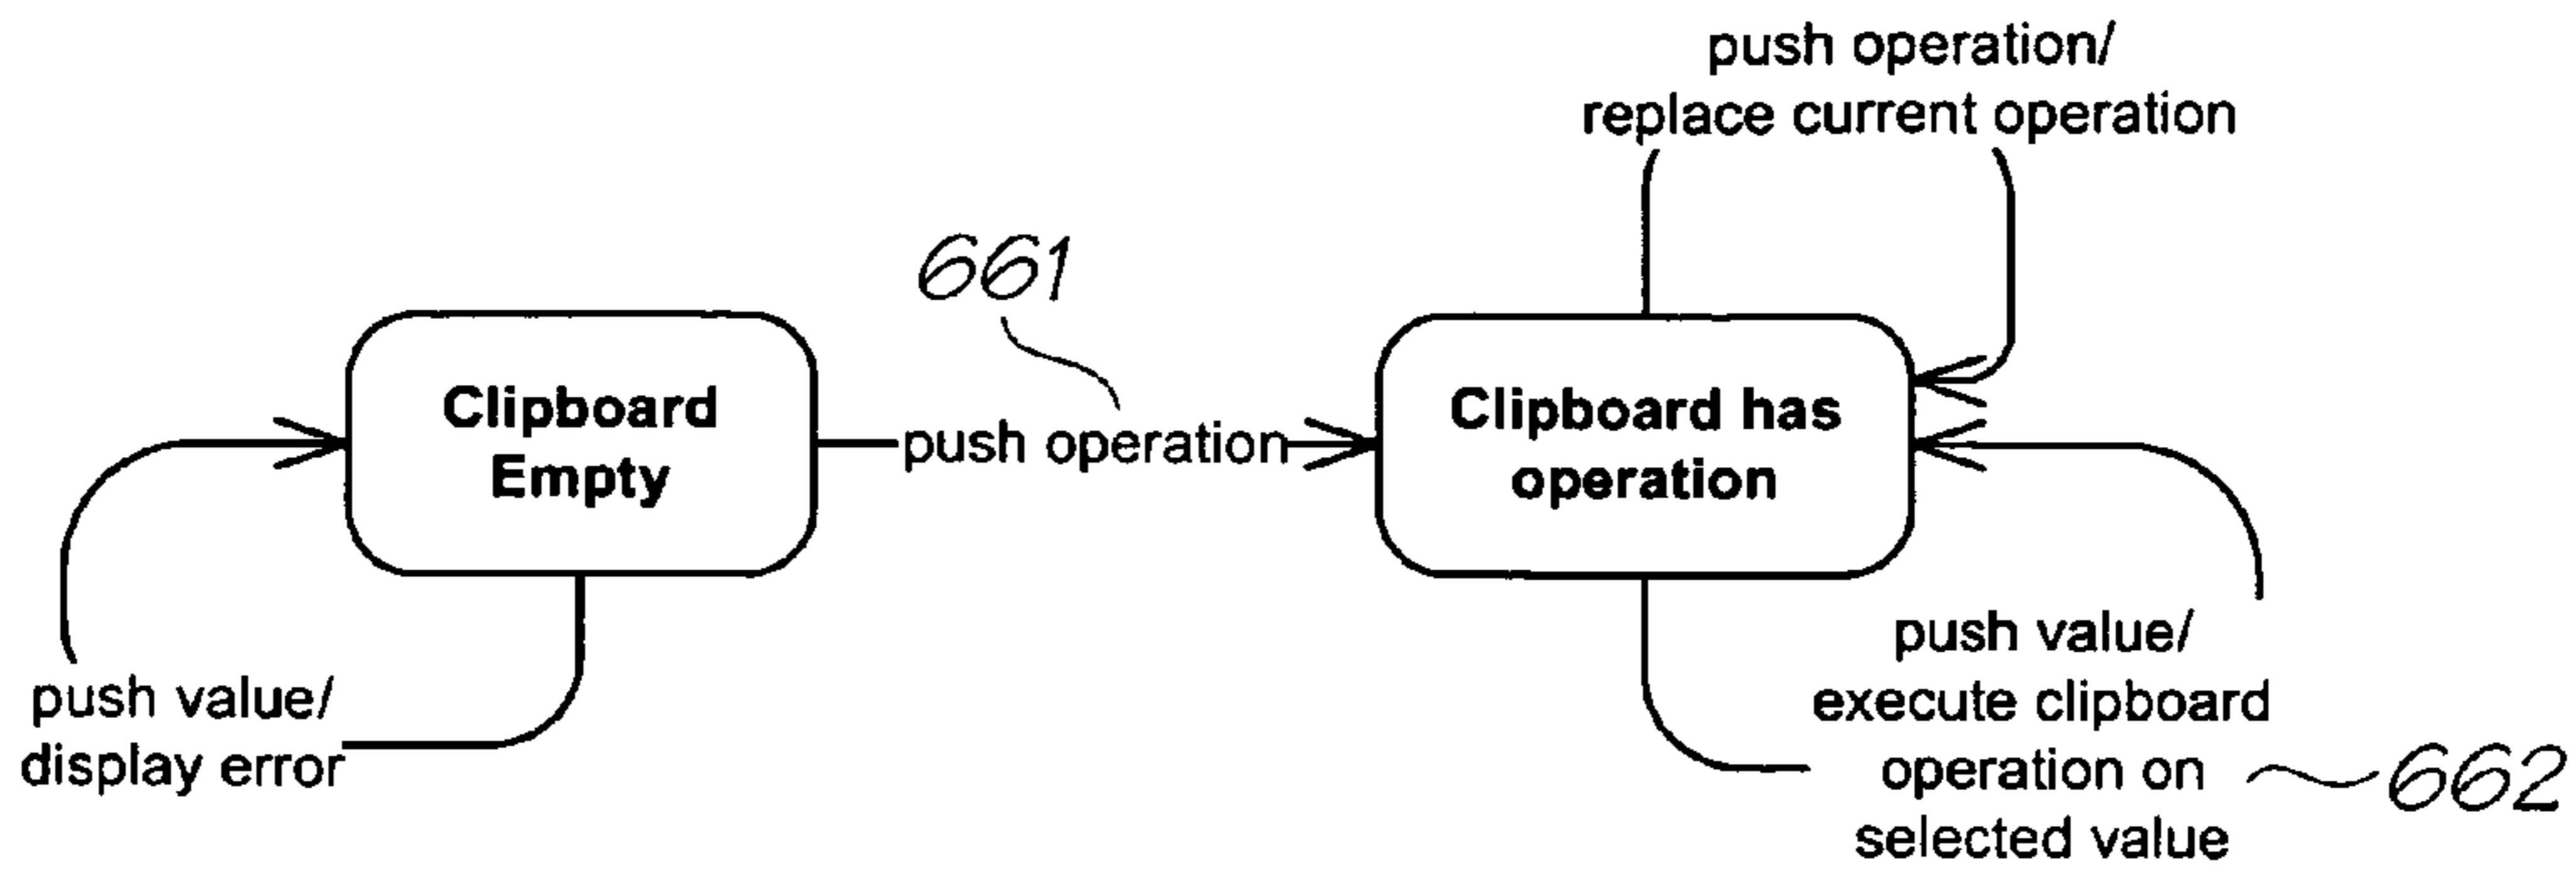 push operation/
replace current operation
661
Clipboard
Empty
push operation
Clipboard has
operation
push value/
display error
push value/
execute clipboard
operation on
selected value
662